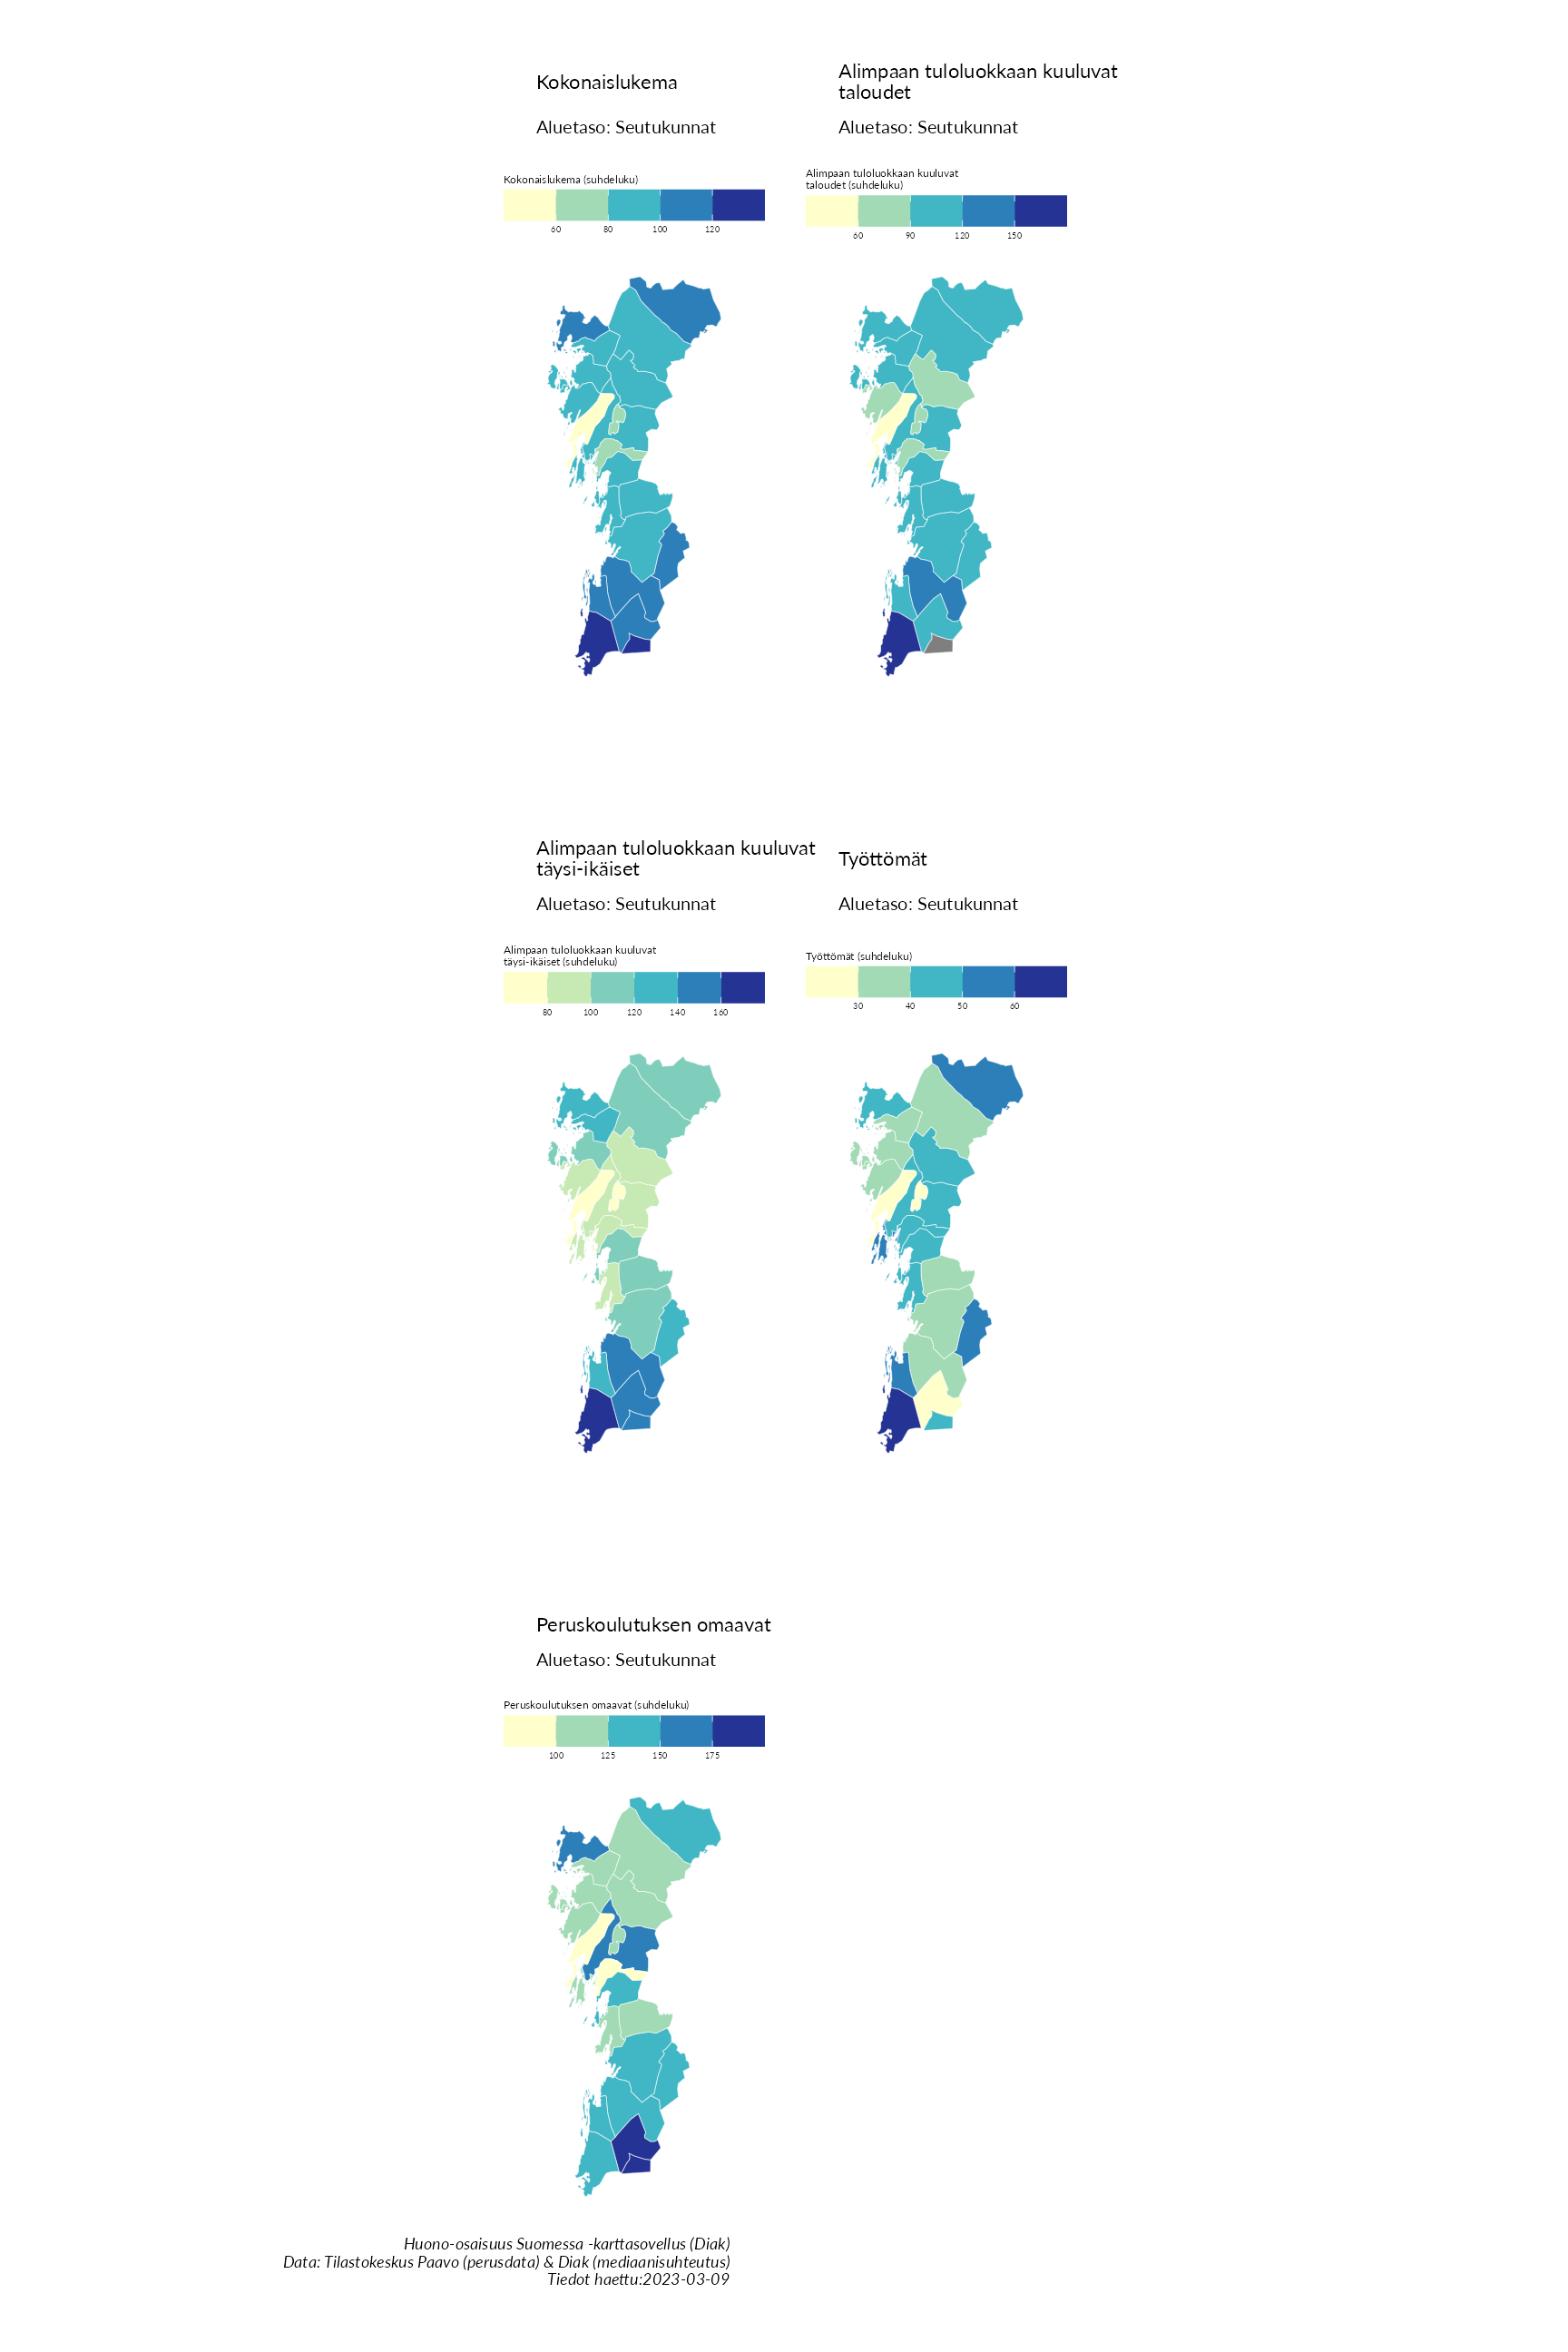 Kokonaislukema
Aluetaso: Seutukunnat
Kokonaislukema (suhdeluku)
60 80 100 120
Alimpaan tuloluokkaan kuuluvat
taloudet
Aluetaso: Seutukunnat
Alimpaan tuloluokkaan kuuluvat
taloudet (suhdeluku)
60 90 120 150
Alimpaan tuloluokkaan kuuluvat
täysi-ikäiset
Aluetaso: Seutukunnat
Alimpaan tuloluokkaan kuuluvat
täysi-ikäiset (suhdeluku)
80 100 120 140 160
Työttömät
Aluetaso: Seutukunnat
Työttömät (suhdeluku)
30 40 50 60
Peruskoulutuksen omaavat
Aluetaso: Seutukunnat
Peruskoulutuksen omaavat (suhdeluku)
100 125 150 175
Huono-osaisuus Suomessa -karttasovellus (Diak)
Data: Tilastokeskus Paavo (perusdata) & Diak (mediaanisuhteutus)
Tiedot haettu:2023-03-09